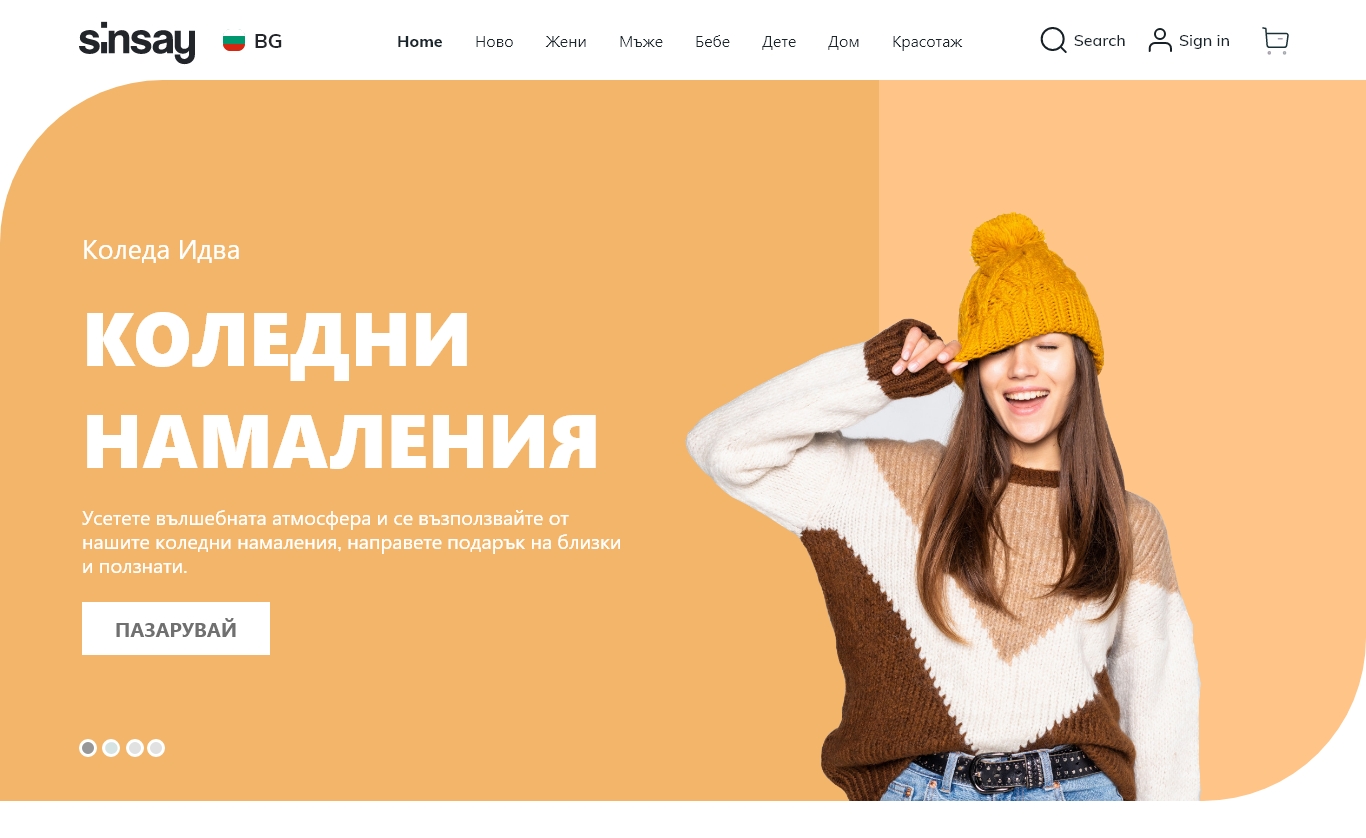 sinsay BG Home Ново Жени Мъже Бебе Дете Дом Красотаж Search Sign in
Коледа Идва
КОЛЕДНИ
НАМАЛЕНИЯ
Усетете вълшебната атмосфера и се възползвайте от
нашите коледни намаления, направете подарък на близки
и ползнати.
ПАЗАРУВАЙ